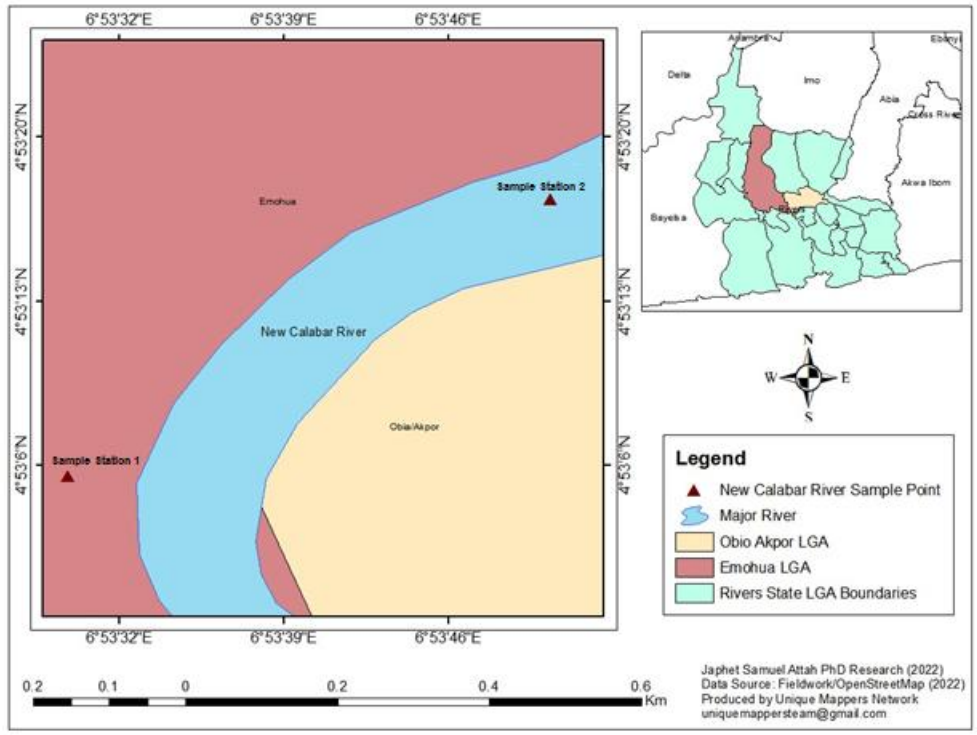 6°53'32"E 6°53'39"E 6°53'46"E
4°53'20"N
4°53'20"N
4°53'13"N
4°53'13"N
4°53'6"N
4°53'6"N
Sample Station 2
Emohua
New Calabar River
Obia/Akpor
Sample Station 1
6°53'32"E 6°53'39"E 6°53'46"E
0.2 0.1 0 0.2 0.4 0.6
Km
Anambra
Ebonyi
Delta
Imo
Abia
Cross River
Akwa Ibom
Bayelsa
Rivers
N
W E
S
Legend
New Calabar River Sample Point
Major River
Obio Akpor LGA
Emohua LGA
Rivers State LGA Boundaries
Japhet Samuel Attah PhD Research (2022)
Data Source: Fieldwork/OpenStreetMap (2022)
Produced by Unique Mappers Network
uniquemappersteam@gmail.com